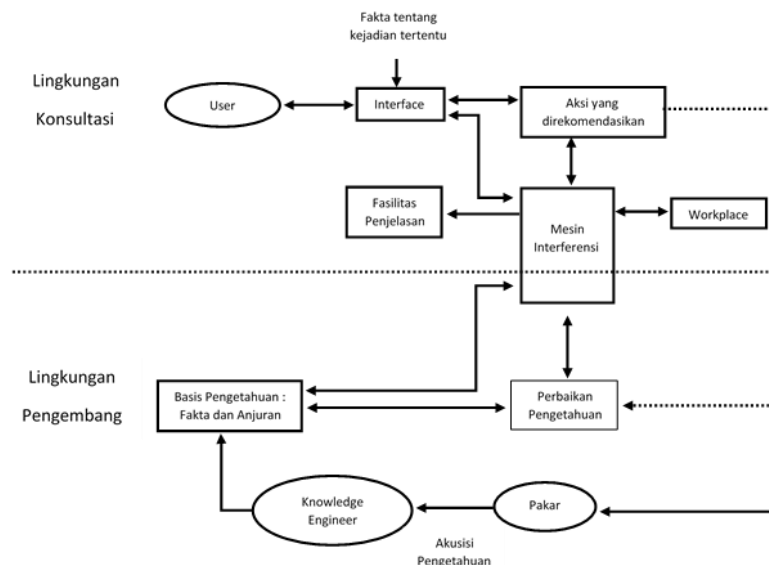 Fakta tentang
kejadian tertentu
Lingkungan
Konsultasi
User
Interface
Aksi yang
direkomendasikan
Fasilitas
Penjelasan
Mesin
Interferensi
Workplace
Lingkungan
Pengembang
Basis Pengetahuan :
Fakta dan Anjuran
Perbaikan
Pengetahuan
Knowledge
Engineer
Pakar
Akusisi
Pengetahuan